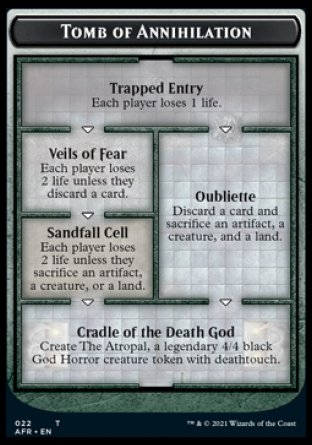 TOMB OF ANNIHILATION
Trapped Entry
Each player loses 1 life.
Veils of Fear
Each player loses
2 life unless they
discard a card.
Sandfall Cell
Each player loses
2 life unless they
sacrifice an artifact,
a creature, or a land.
Oubliette
Discard a card and
sacrifice an artifact, a
creature, and a land.
Cradle of the Death God
Create The Atropal, a legendary 4/4 black
God Horror creature token with deathtouch.
022 T
AFR • EN
™ & © 2021 Wizards of the Coast